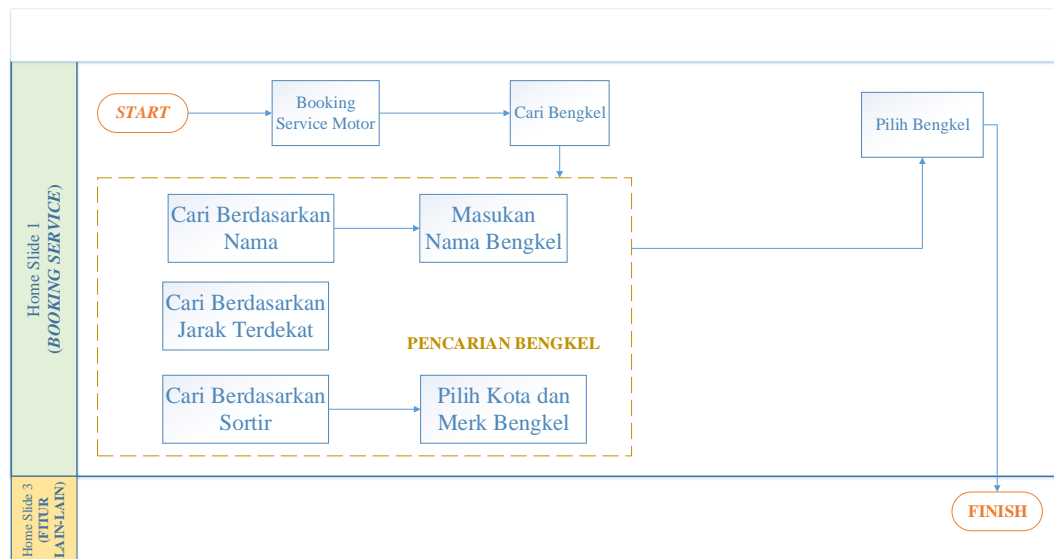 Home Slide 1
(BOOKING SERVICE)
START
Booking
Service Motor
Cari Bengkel
Pilih Bengkel
Cari Berdasarkan
Nama
Masukan
Nama Bengkel
Cari Berdasarkan
Jarak Terdekat
PENCARIAN BENGKEL
Cari Berdasarkan
Sortir
Pilih Kota dan
Merk Bengkel
Home Slide 3
(FITUR
LAIN-LAIN)
FINISH